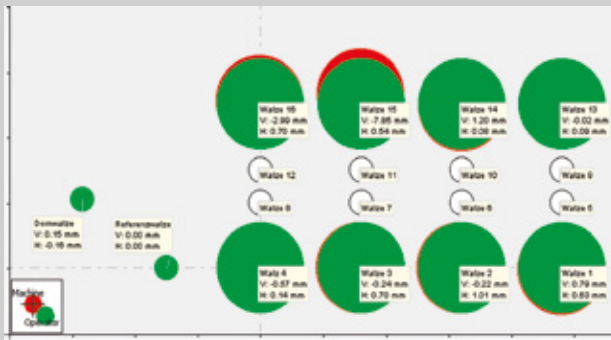 Walze 16
V: -2.99 mm
H: 0.70 mm
Walze 15
V: -7.85 mm
H: 0.54 mm
Walze 14
V: 1.20 mm
H: 0.08 mm
Walze 13
V: -0.02 mm
H: 0.09 mm
Walze 12
Walze 11
Walze 10
Walze 9
Walze 8
Walze 7
Walze 6
Walze 5
Dornwalze
V: 0.15 mm
H: -0.16 mm
Referenzwalze
V: 0.00 mm
H: 0.00 mm
Walz 4
V: -0.57 mm
H: 0.14 mm
Walze 3
V: -0.24 mm
H: 0.70 mm
Walze 2
V: -0.22 mm
H: 1.01 mm
Walze 1
V: 0.79 mm
H: 0.53 mm
Machine
Operator